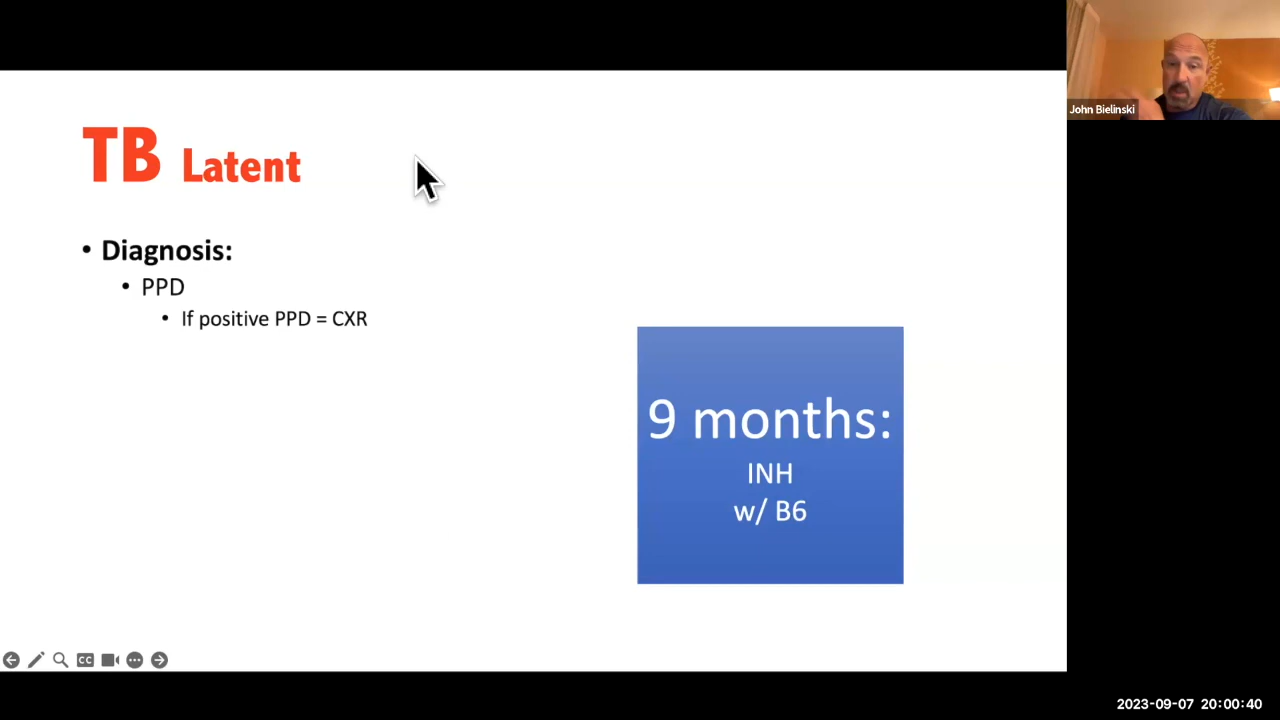 John Bielinski
TB Latent
• Diagnosis:
• PPD
• If positive PPD = CXR
9 months:
INH
w/ B6
CC
2023-09-07 20:00:40